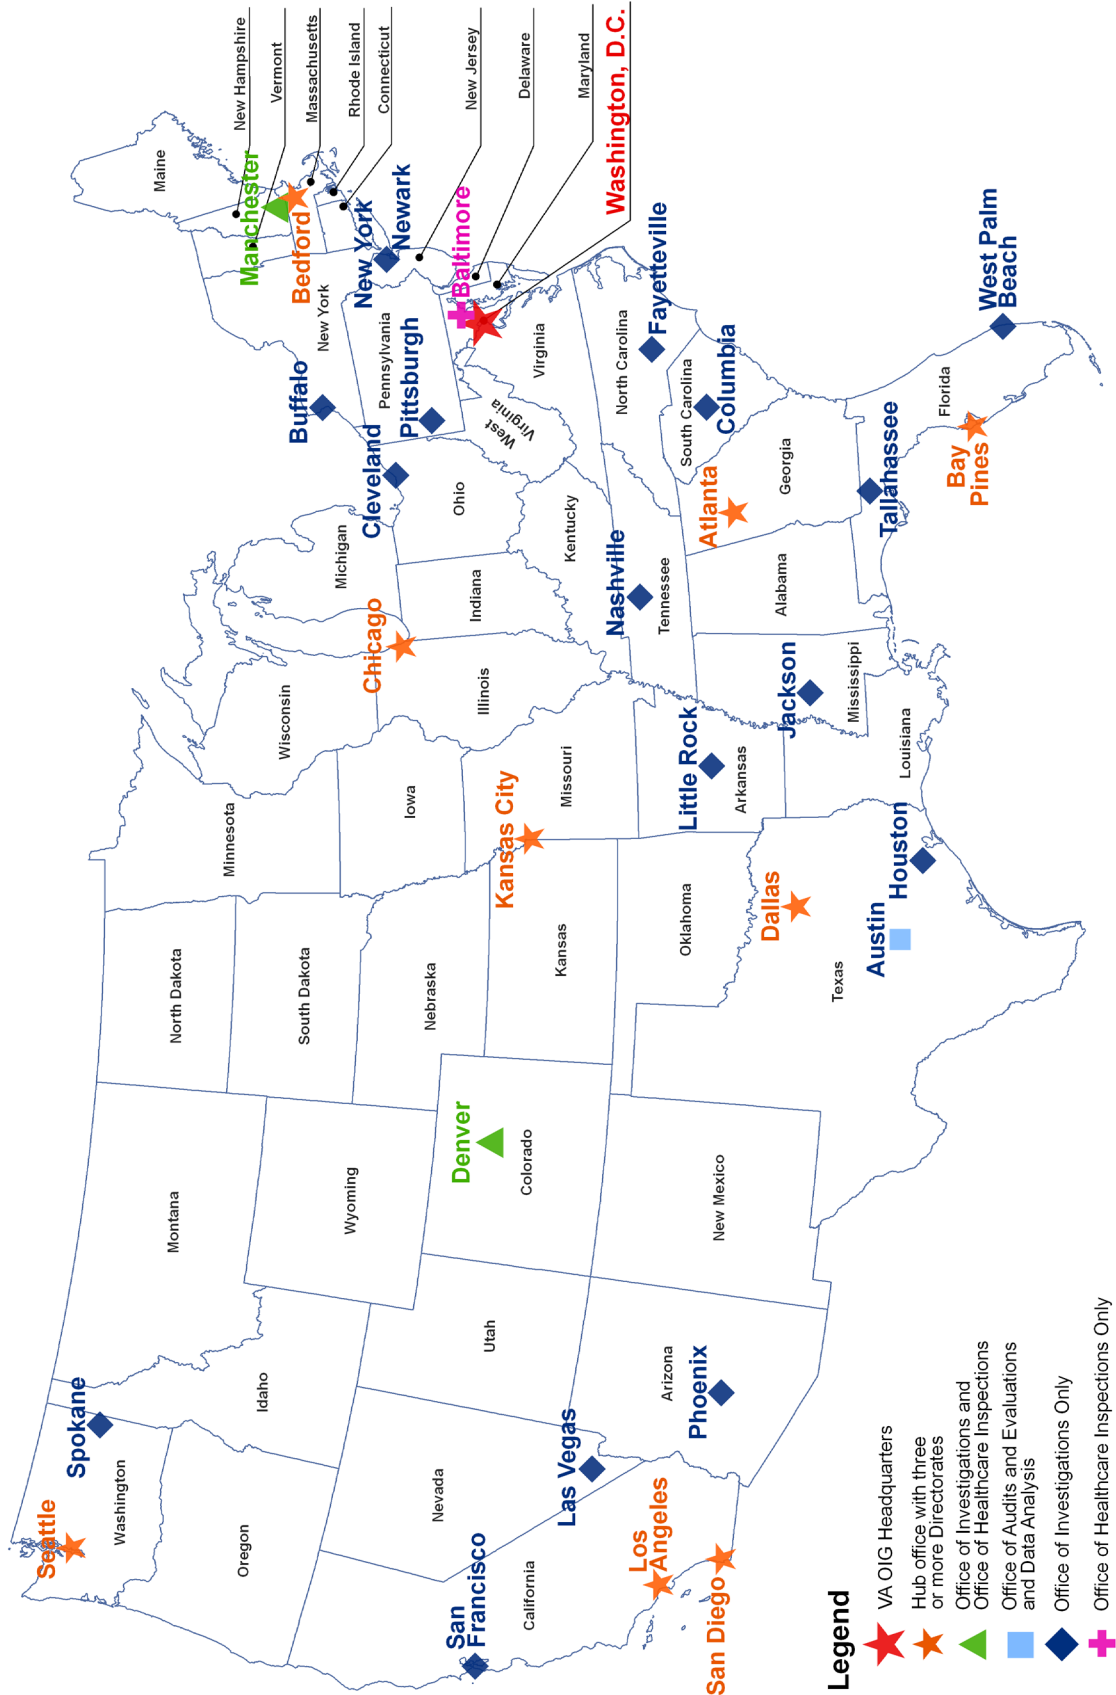 Seattle
Spokane
Washington
Oregon
Idaho
Montana
Wyoming
North Dakota
South Dakota
Nebraska
Minnesota
Wisconsin
Iowa
Michigan
Chicago
Illinois
Indiana
Ohio
Cleveland
Buffalo
New York
Pennsylvania
Pittsburgh
Maine
New Hampshire
Vermont
Massachusetts
Rhode Island
Connecticut
New Jersey
Delaware
Maryland
Washington, D.C.
Manchester
Bedford
New York
Newark
Baltimore
Virginia
West
Virginia
Kentucky
Nashville
Tennessee
North Carolina
Fayetteville
South Carolina
Columbia
Atlanta
Georgia
Alabama
Jackson
Mississippi
Louisiana
Tallahassee
Florida
Bay
Pines
West Palm
Beach
Missouri
Kansas City
Kansas
Little Rock
Arkansas
Oklahoma
Dallas
Texas
Austin
Houston
Denver
Colorado
New Mexico
Utah
Arizona
Phoenix
Nevada
Las Vegas
California
San
Francisco
Los
Angeles
San Diego
Legend
VA OIG Headquarters
Hub office with three
or more Directorates
Office of Investigations and
Office of Healthcare Inspections
Office of Audits and Evaluations
and Data Analysis
Office of Investigations Only
Office of Healthcare Inspections Only